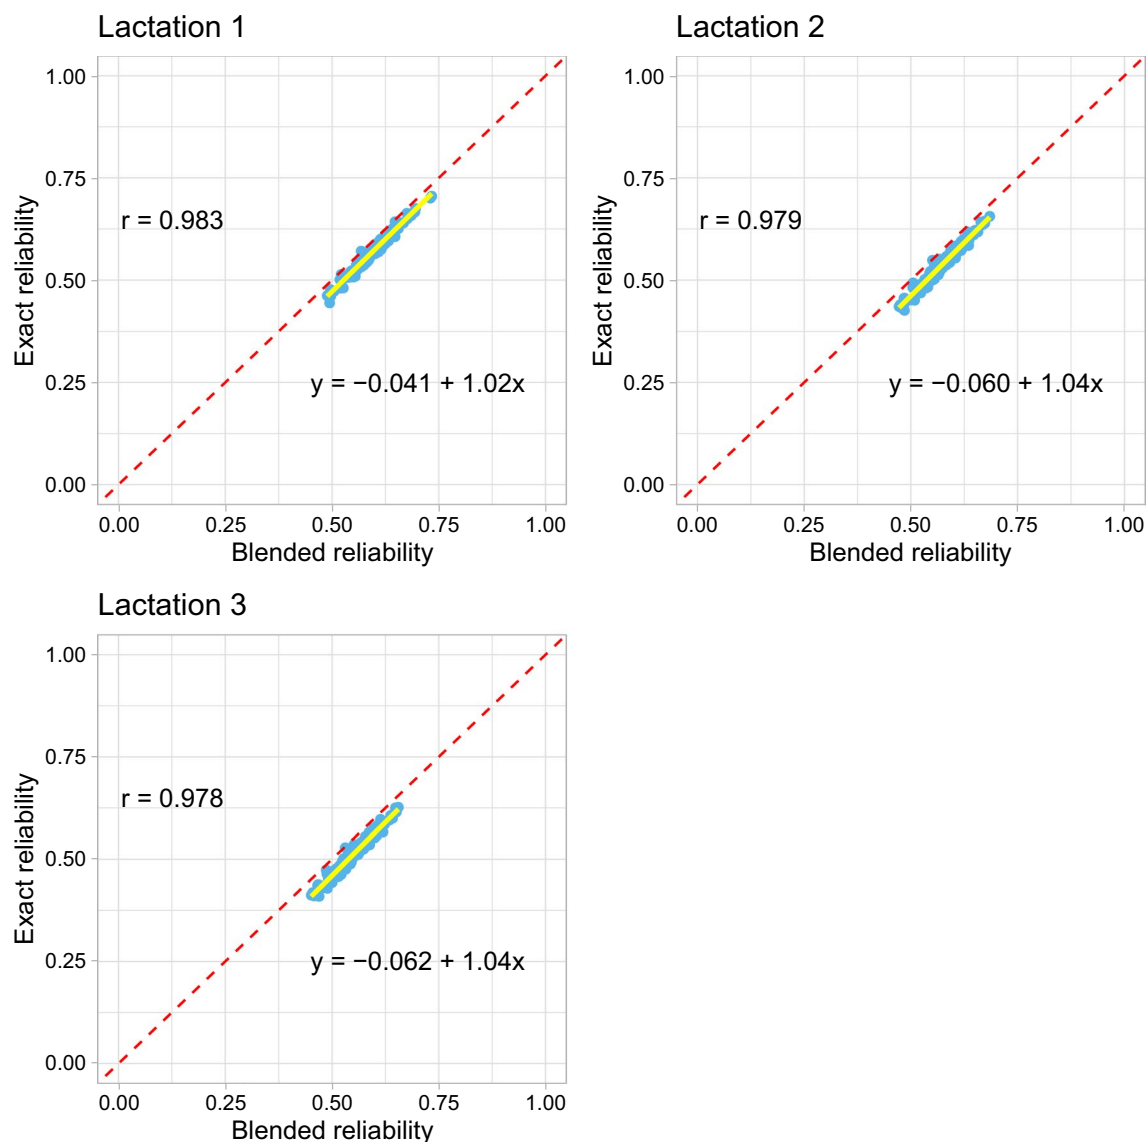 Lactation 1
1.00
0.75
0.50
0.25
0.00
Exact reliability
r = 0.983
y = −0.041 + 1.02x
0.00 0.25 0.50 0.75 1.00
Blended reliability
Lactation 2
1.00
0.75
0.50
0.25
0.00
Exact reliability
r = 0.979
y = −0.060 + 1.04x
0.00 0.25 0.50 0.75 1.00
Blended reliability
Lactation 3
1.00
0.75
0.50
0.25
0.00
Exact reliability
r = 0.978
y = −0.062 + 1.04x
0.00 0.25 0.50 0.75 1.00
Blended reliability